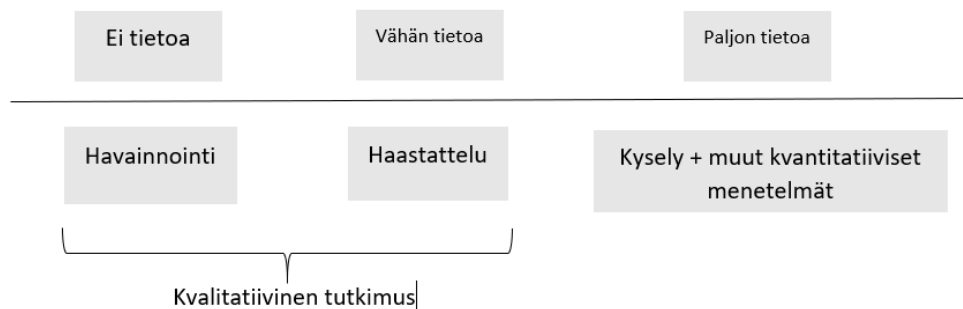 Ei tietoa
Vähän tietoa
Paljon tietoa
Havainnointi
Haastattelu
Kysely + muut kvantitatiiviset
menetelmät
Kvalitatiivinen tutkimus